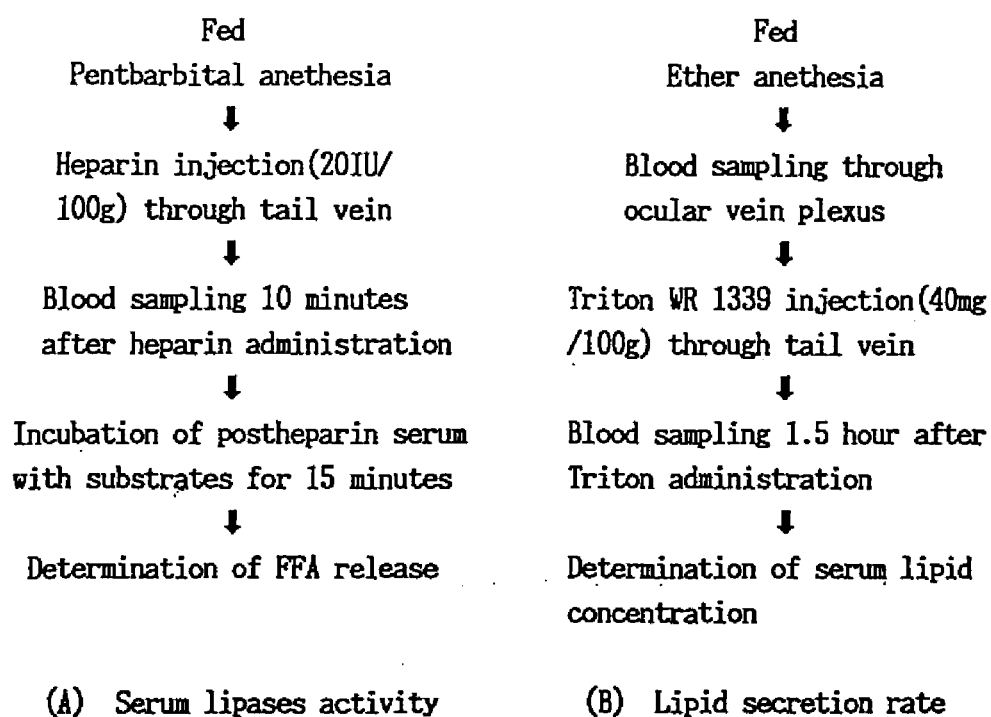 Fed
Pentbarbital anethesia
⬇
Heparin injection(20IU/
100g) through tail vein
⬇
Blood sampling 10 minutes
after heparin administration
⬇
Incubation of postheparin serum
with substrates for 15 minutes
⬇
Determination of FFA release
(A) Serum lipases activity
Fed
Ether anethesia
⬇
Blood sampling through
ocular vein plexus
⬇
Triton WR 1339 injection(40mg
/100g) through tail vein
⬇
Blood sampling 1.5 hour after
Triton administration
⬇
Determination of serum lipid
concentration
(B) Lipid secretion rate